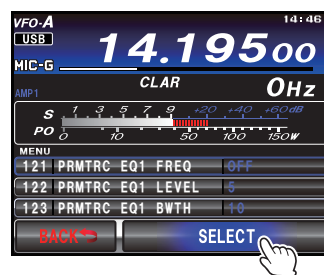 VFO-A 14:46
USB 14.19500
MIC-G
CLAR
AMP1 0Hz
S 1 3 5 7 9 +20 +40 +60dB
PO 0 10 50 100 150W
MENU
121 PRMTRC EQ1 FREQ OFF
122 PRMTRC EQ1 LEVEL 5
123 PRMTRC EQ1 BWTH 10
BACK SELECT